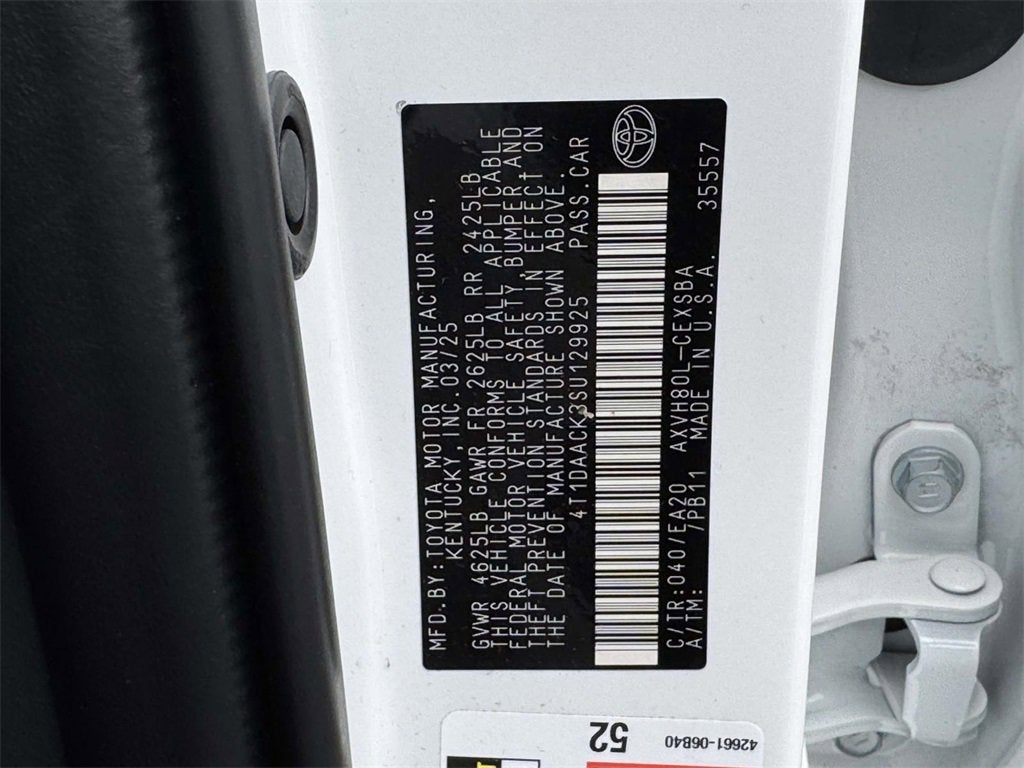 MFD.BY:TOYOTA MOTOR MANUFACTURING,
KENTUCKY, INC.03/25
GVWR 4625LB GAWR, FR 2625LB RR 2425LB
THIS VEHICLE CONFORMS TO ALL APPLICABLE
FEDERAL MOTOR VEHICLE SAFETY, BUMPER AND
THEFT PREVENTION STANDARDS IN EFFECT ON
THE DATE OF MANUFACTURE SHOWN ABOVE.
4T1DAACK3SU129925 PASS.CAR
C/TR:040/EA20 AXVH80L-CEXSBA 35557
A/TM: /PB11 MADE IN U.S.A.
52
42661-06B40